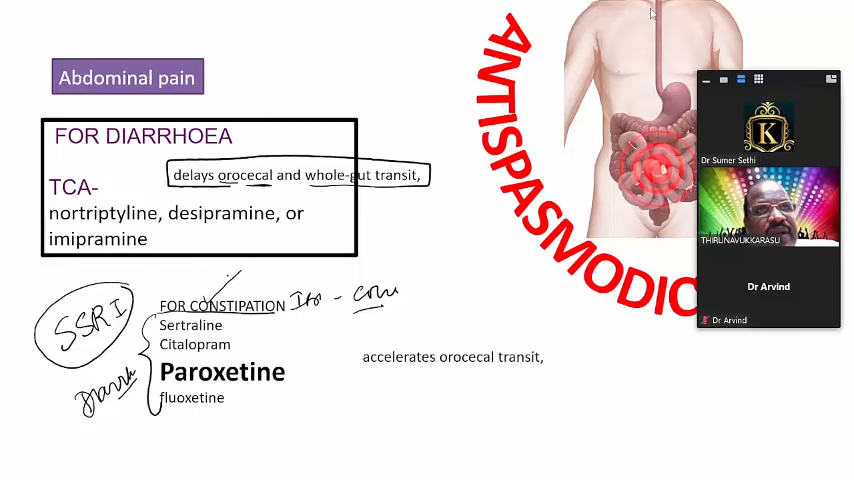 Abdominal pain
FOR DIARRHOEA
delays orocecal and whole-gut transit,
TCA-
nortriptyline, desipramine, or
imipramine
ANTISPASMODIC
SSRI
FOR CONSTIPATION
Sertraline
Citalopram
Paroxetine
fluoxetine
accelerates orocecal transit,
K
Dr Sumer Sethi
THIRUNAVUKKARASU
Dr Arvind
Dr Arvind